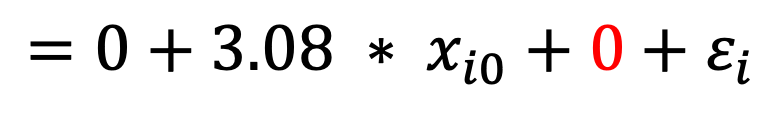 = 0 + 3.08 * x_{i0} + 0 + ε_i